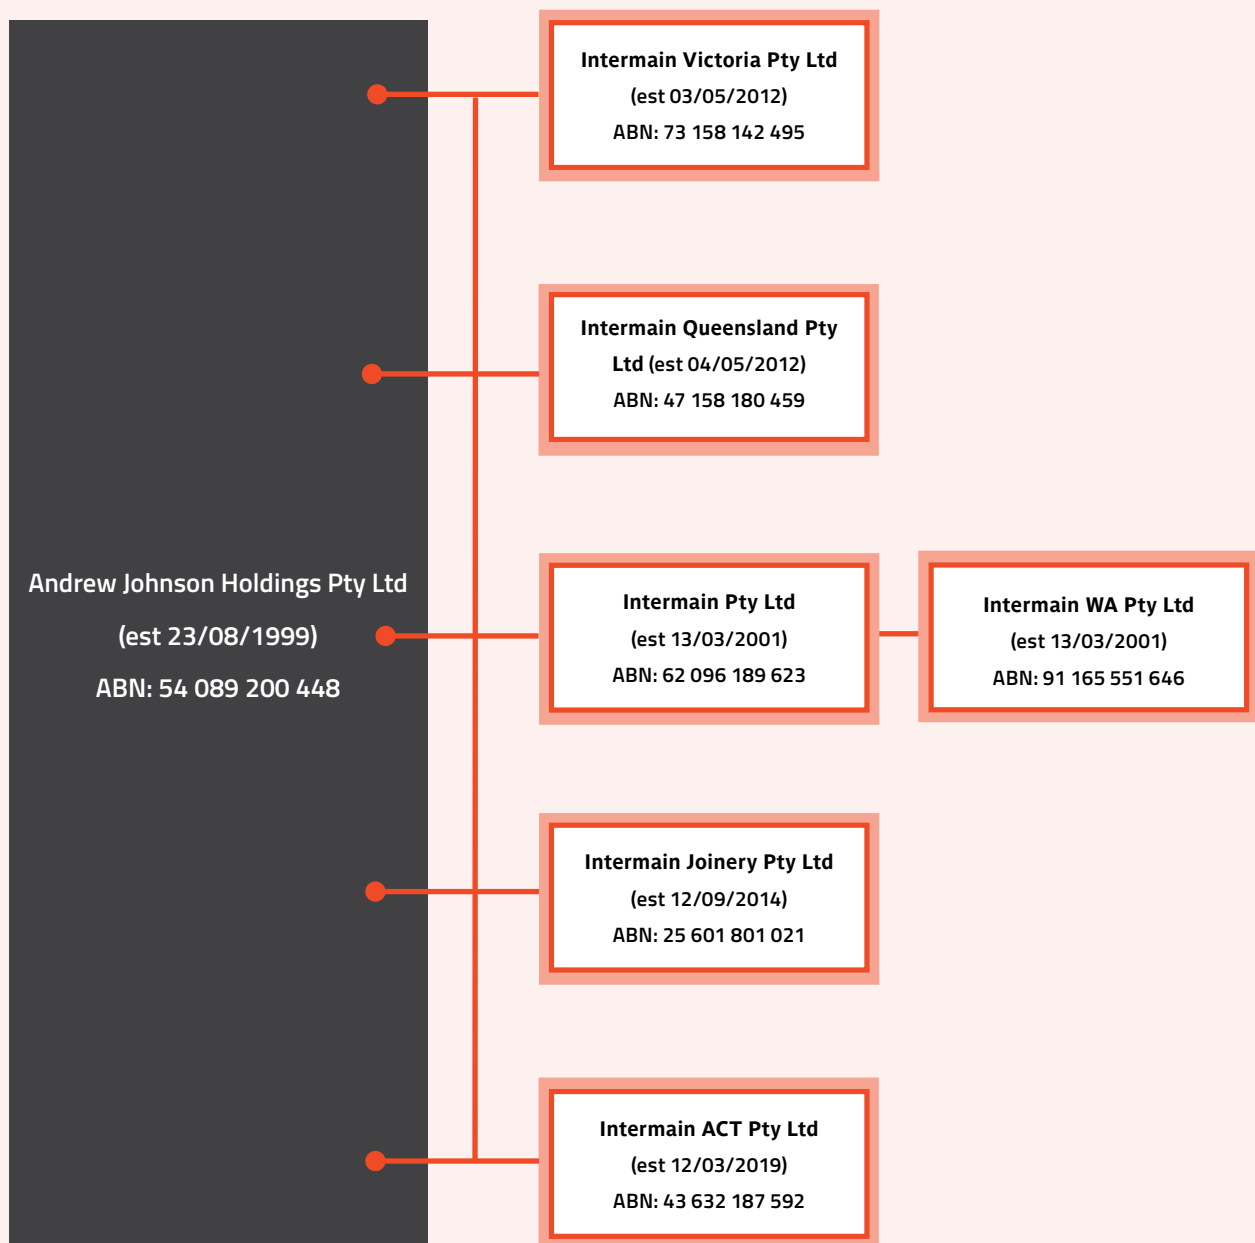 Intermain Victoria Pty Ltd
(est 03/05/2012)
ABN: 73 158 142 495
Intermain Queensland Pty
Ltd (est 04/05/2012)
ABN: 47 158 180 459
Andrew Johnson Holdings Pty Ltd
(est 23/08/1999)
ABN: 54 089 200 448
Intermain Pty Ltd
(est 13/03/2001)
ABN: 62 096 189 623
Intermain WA Pty Ltd
(est 13/03/2001)
ABN: 91 165 551 646
Intermain Joinery Pty Ltd
(est 12/09/2014)
ABN: 25 601 801 021
Intermain ACT Pty Ltd
(est 12/03/2019)
ABN: 43 632 187 592